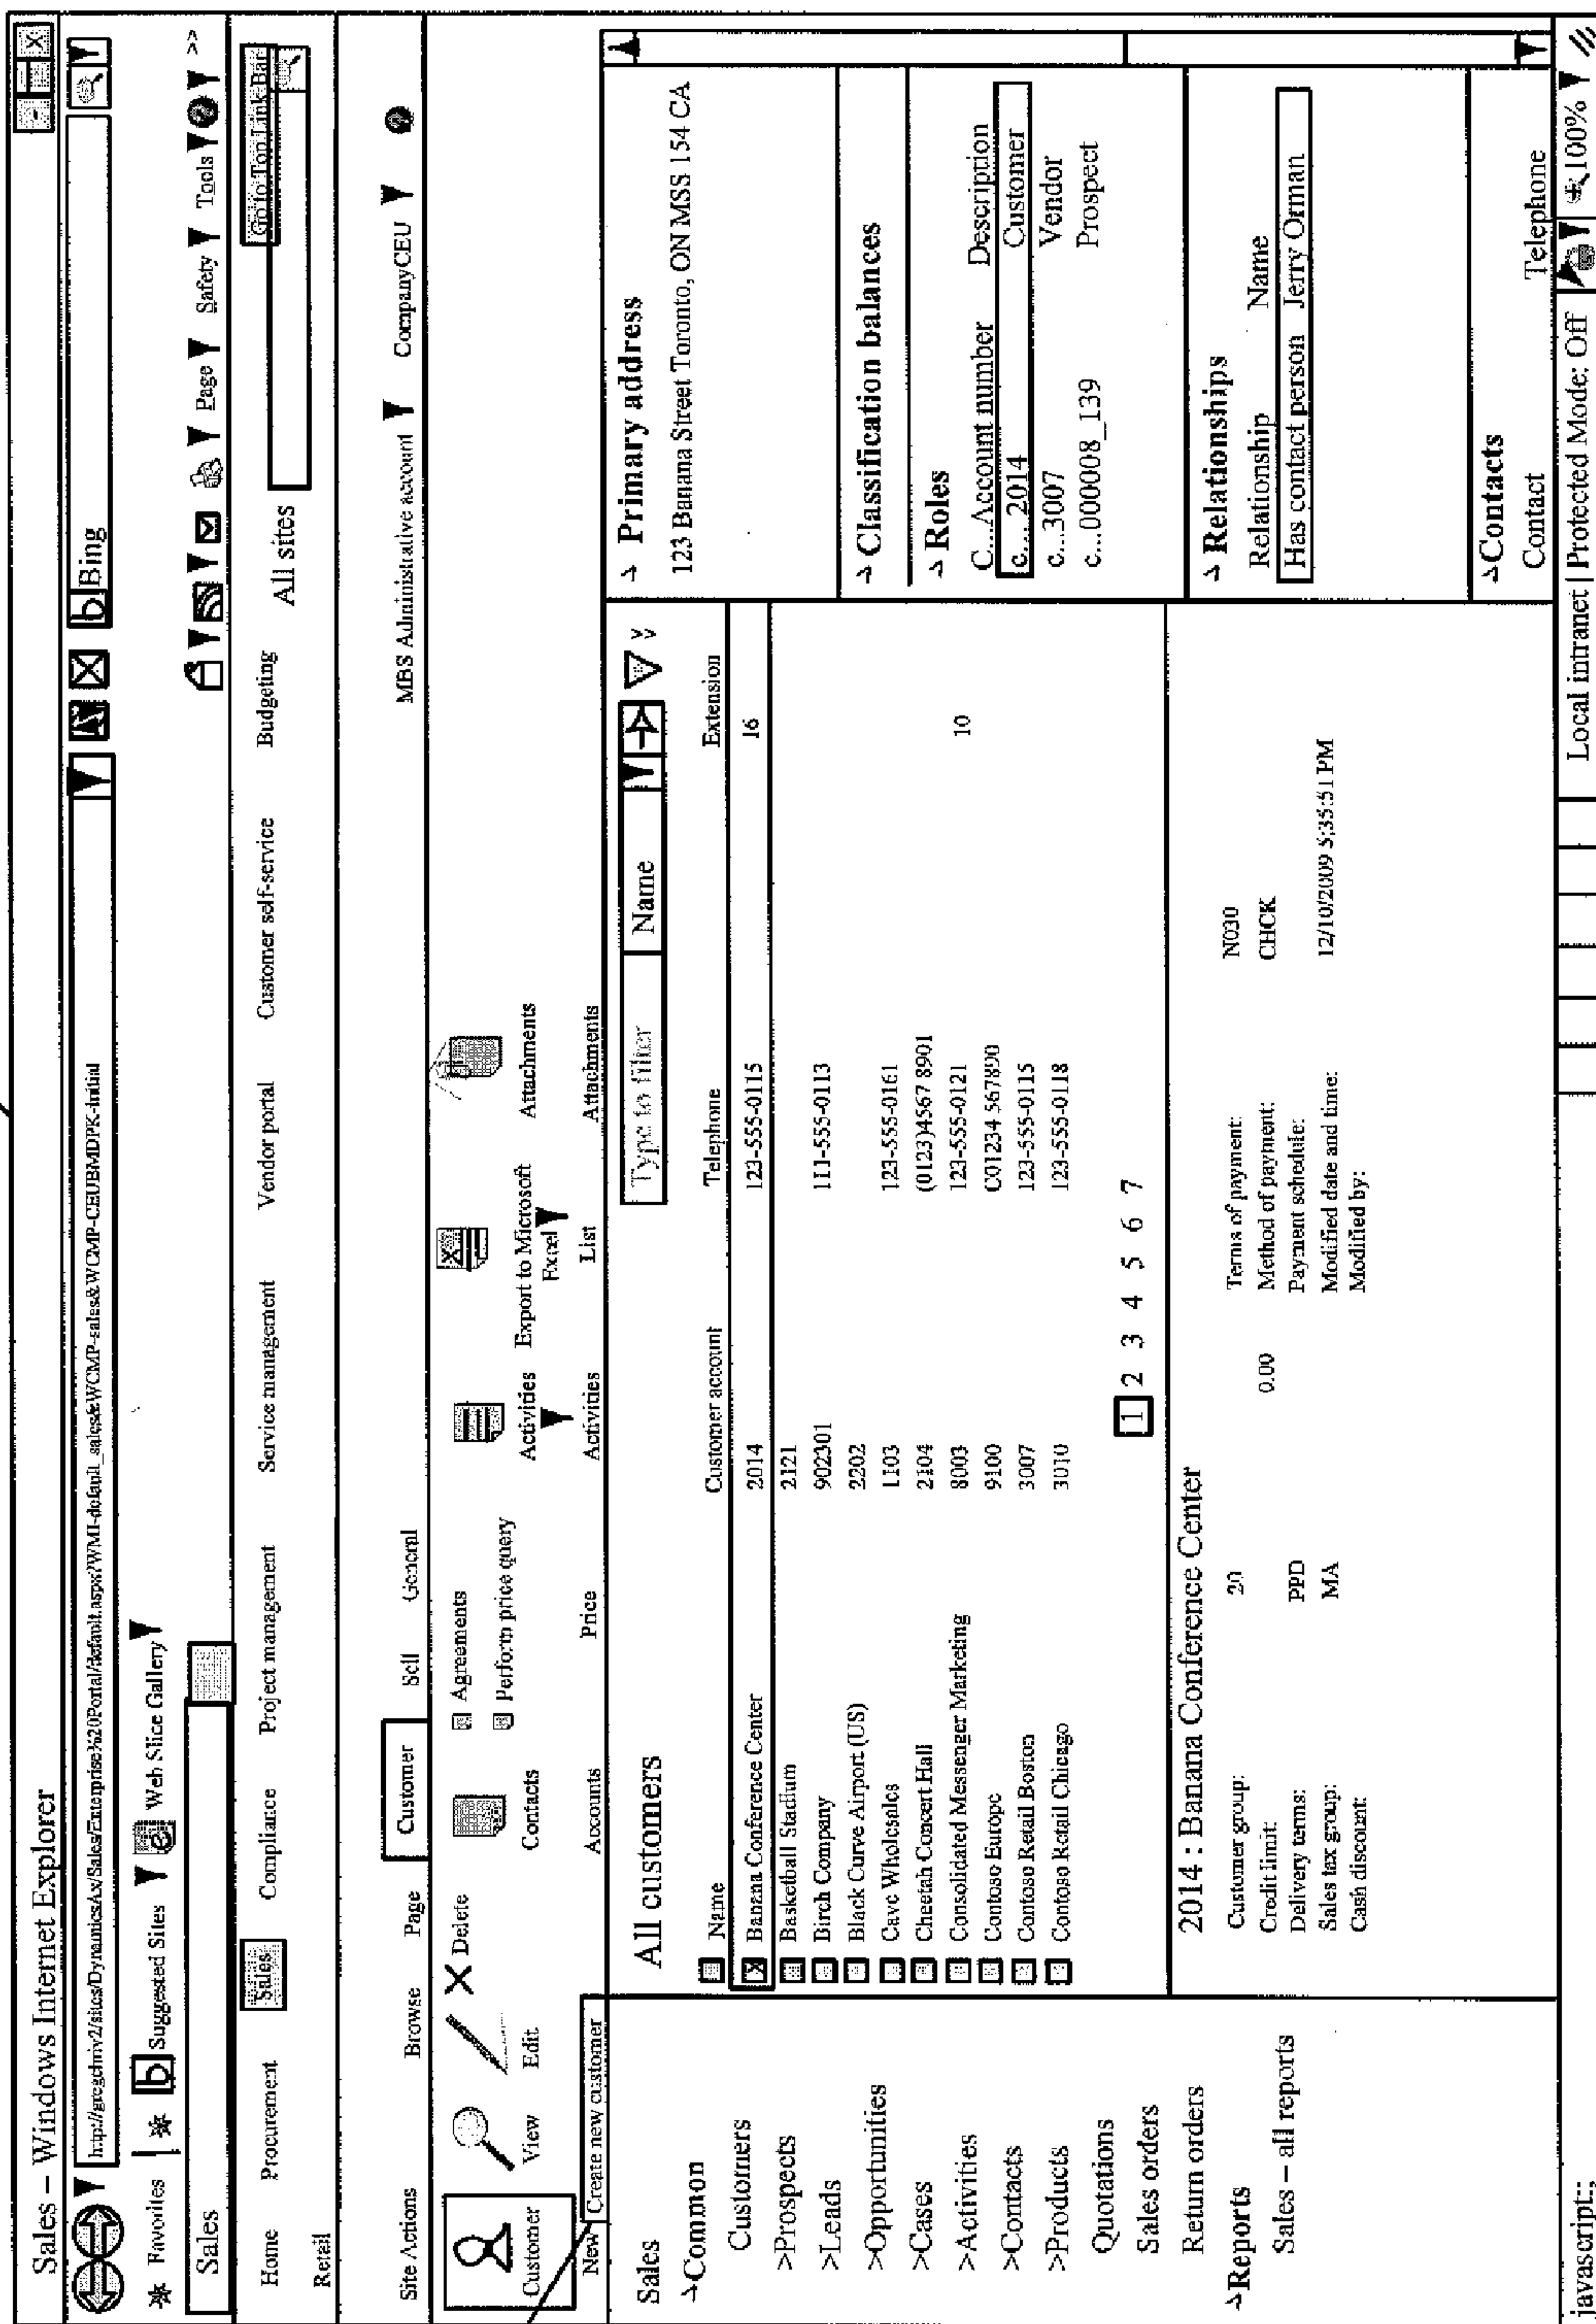 Sales – Windows Internet Explorer
Bing
Favorites
Suggested Sites
Web Slice Gallery
Sales
Page Safety Tools >>
Go to Top Link Bar
Home Procurement Sales Compliance Project management Service management Vendor portal Customer self-service Budgeting All sites
Retail
MBS Administrative account CompanyCEU
Site Actions Browse Page Customer Sell General
Customer View Edit Delete Contacts
Agreements
Perform price query
Activities
Export to Microsoft
Excel
Attachments
New Create new customer Accounts Price Activities List Attachments
Sales
Common
Customers
>Prospects
>Leads
>Opportunities
>Cases
>Activities
>Contacts
>Products
Quotations
Sales orders
Return orders
Reports
Sales – all reports
All customers Type to filter Name
Name Customer account Telephone Extension
Banana Conference Center 2014 123-555-0115 16
Basketball Stadium 2121
Birch Company 902301 111-555-0113
Black Curve Airport (US) 2202
Cave Wholesales 1103 123-555-0161
Cheetah Concert Hall 2104 (0123)4567 8901
Consolidated Messenger Marketing 8003 123-555-0121 10
Contoso Europe 9100 C01234 567890
Contoso Retail Boston 3007 123-555-0115
Contoso Retail Chicago 3010 123-555-0118
1 2 3 4 5 6 7
2014 : Banana Conference Center
Customer group: 20 Terms of payment: N030
Credit limit: 0.00 Method of payment: CHCK
Delivery terms: PPD Payment schedule:
Sales tax group: MA Modified date and time: 12/10/2009 5:35:51 PM
Cash discount: Modified by:
Primary address
123 Banana Street Toronto, ON MSS 154 CA
Classification balances
Roles
C...Account number Description
c... 2014 Customer
c...3007 Vendor
c...000008_139 Prospect
Relationships
Relationship Name
Has contact person Jerry Orman
Contacts
Contact Telephone
javascript:;
Local intranet | Protected Mode: Off
100%